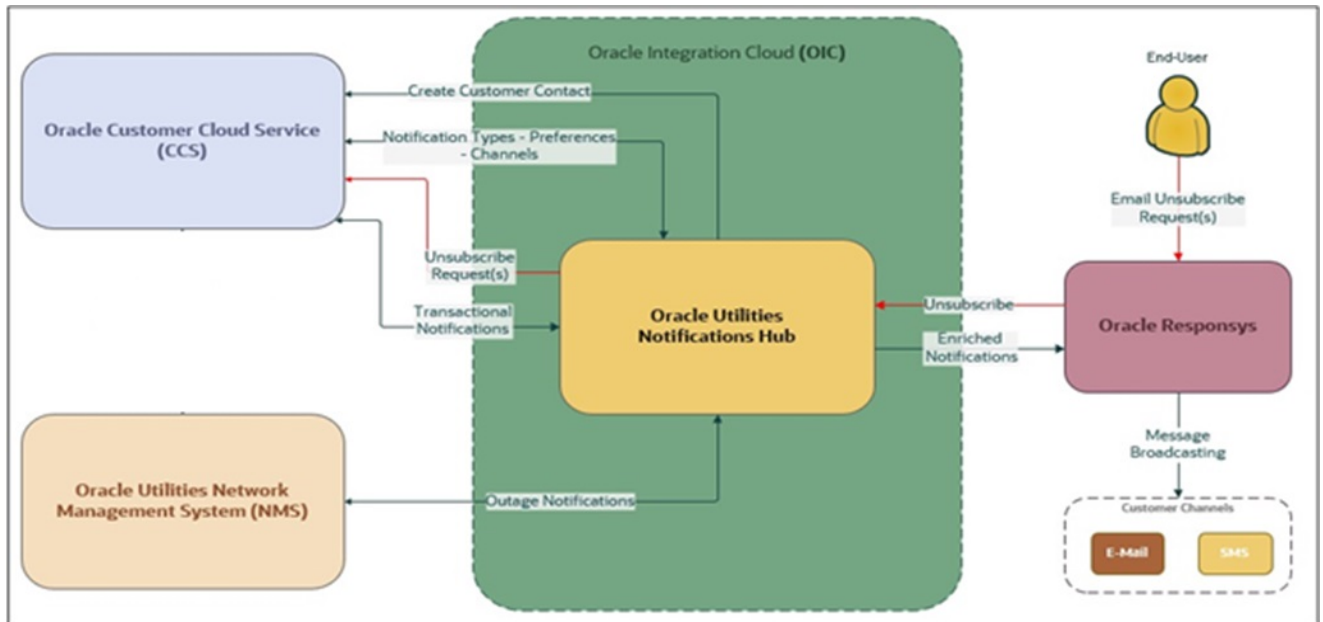 Oracle Integration Cloud (OIC)
End-User
Create Customer Contact
Oracle Customer Cloud Service
(CCS)
Notification Types - Preferences
- Channels
Email Unsubscribe
Request(s)
Unsubscribe
Request(s)
Transactional
Notifications
Oracle Utilities
Notifications Hub
Unsubscribe
Enriched
Notifications
Oracle Responsys
Message
Broadcasting
Oracle Utilities Network
Management System (NMS)
Outage Notifications
Customer Channels
E-Mail
SMS